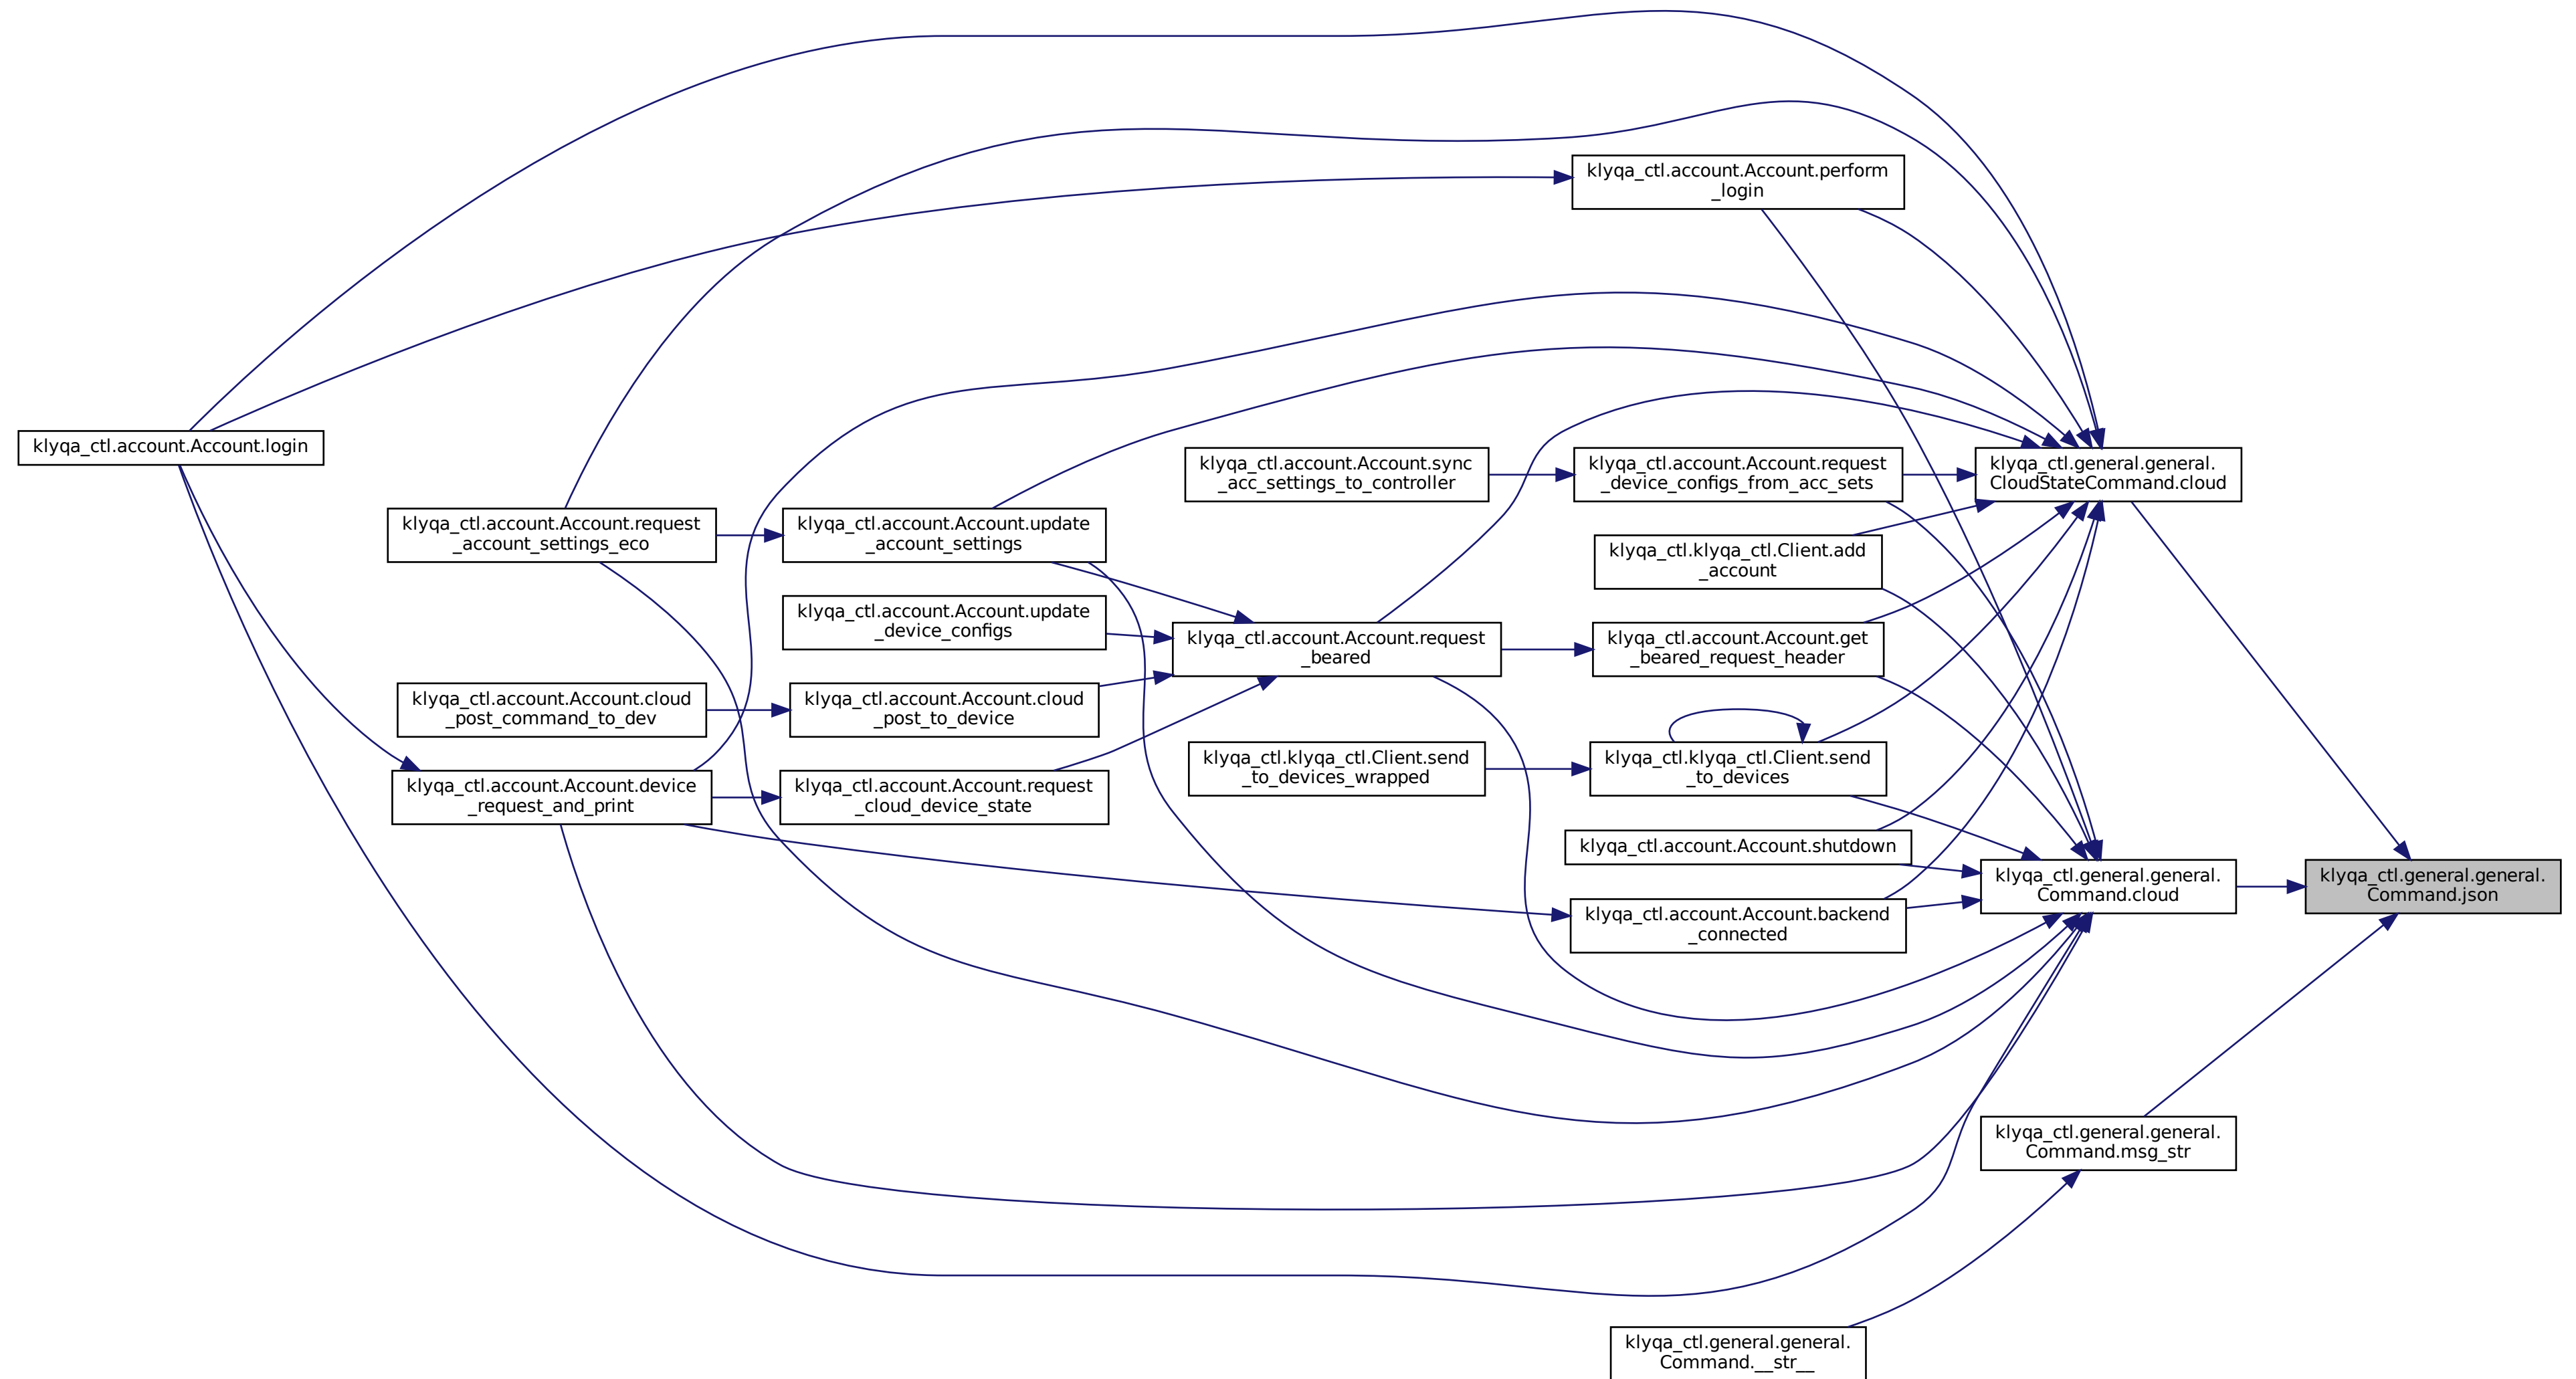 klyqa_ctl.account.Account.perform
_login
klyqa_ctl.account.Account.login
klyqa_ctl.account.Account.sync
_acc_settings_to_controller
klyqa_ctl.account.Account.request
_device_configs_from_acc_sets
klyqa_ctl.general.general.
CloudStateCommand.cloud
klyqa_ctl.account.Account.request
_account_settings_eco
klyqa_ctl.account.Account.update
_account_settings
klyqa_ctl.klyqa_ctl.Client.add
_account
klyqa_ctl.account.Account.update
_device_configs
klyqa_ctl.account.Account.request
_beared
klyqa_ctl.account.Account.get
_beared_request_header
klyqa_ctl.account.Account.cloud
_post_command_to_dev
klyqa_ctl.account.Account.cloud
_post_to_device
klyqa_ctl.klyqa_ctl.Client.send
_to_devices_wrapped
klyqa_ctl.klyqa_ctl.Client.send
_to_devices
klyqa_ctl.account.Account.device
_request_and_print
klyqa_ctl.account.Account.request
_cloud_device_state
klyqa_ctl.account.Account.shutdown
klyqa_ctl.general.general.
Command.cloud
klyqa_ctl.general.general.
Command.json
klyqa_ctl.account.Account.backend
_connected
klyqa_ctl.general.general.
Command.msg_str
klyqa_ctl.general.general.
Command.__str__